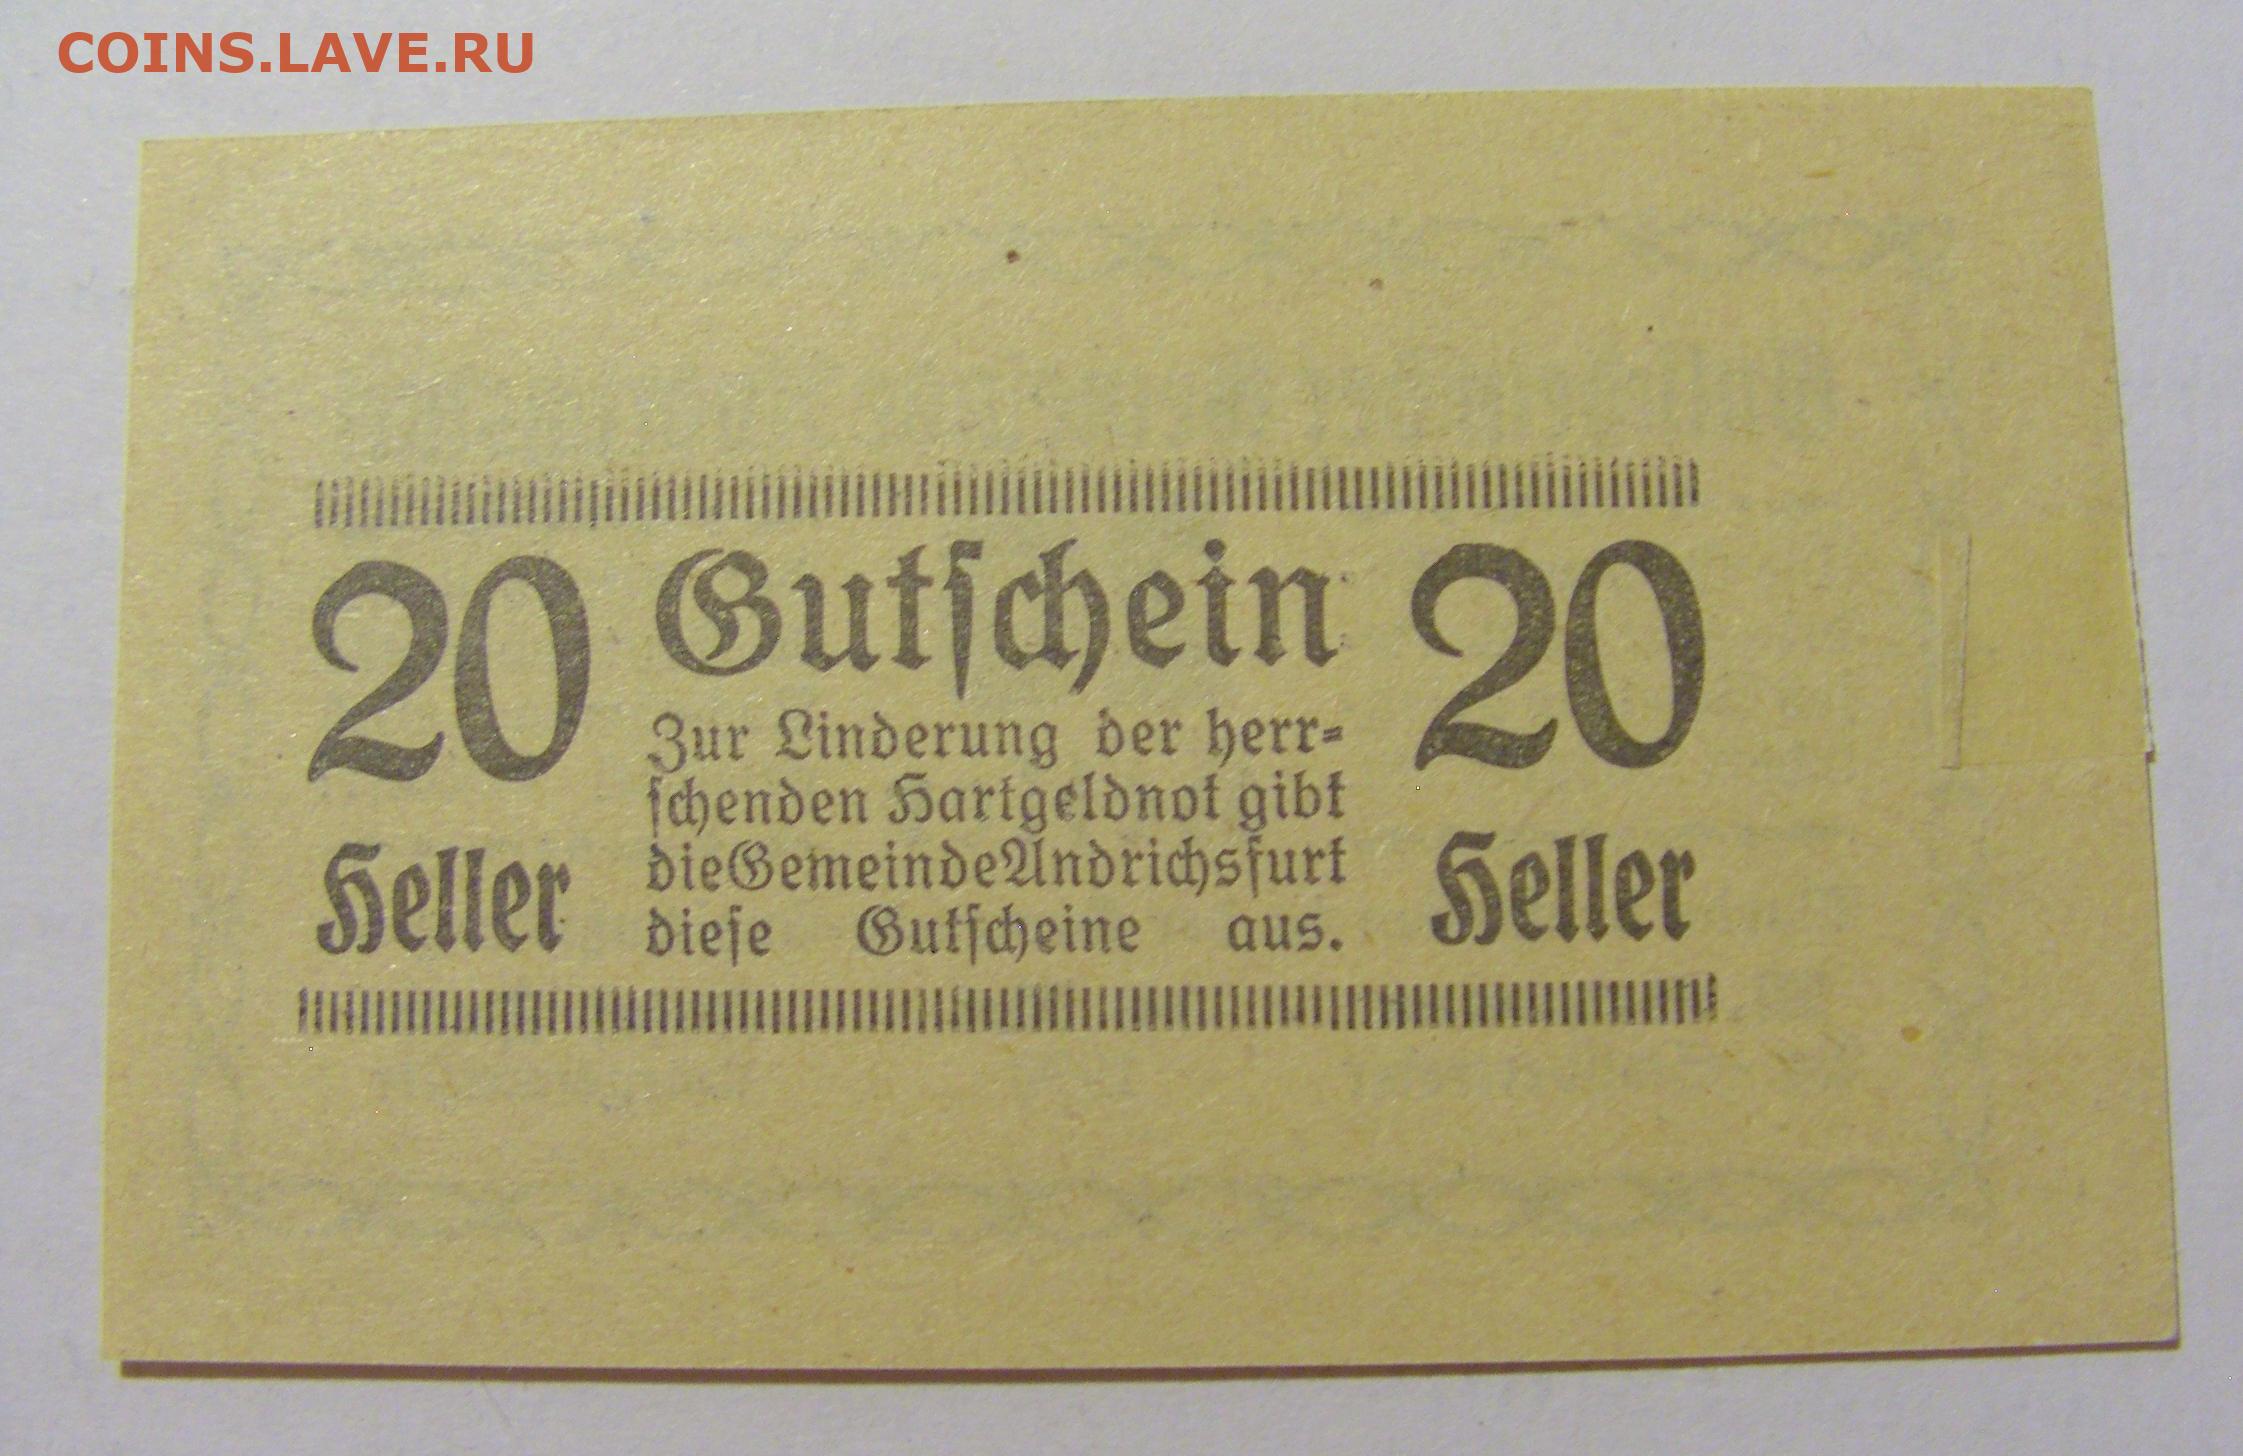 COINS.LAVE.RU
20 Gutschein 20
Zur Linderung der herr-
schenden Hartgeldnot gibt
die Gemeinde Andrichsfurt
diese Gutscheine aus.
Heller
Heller